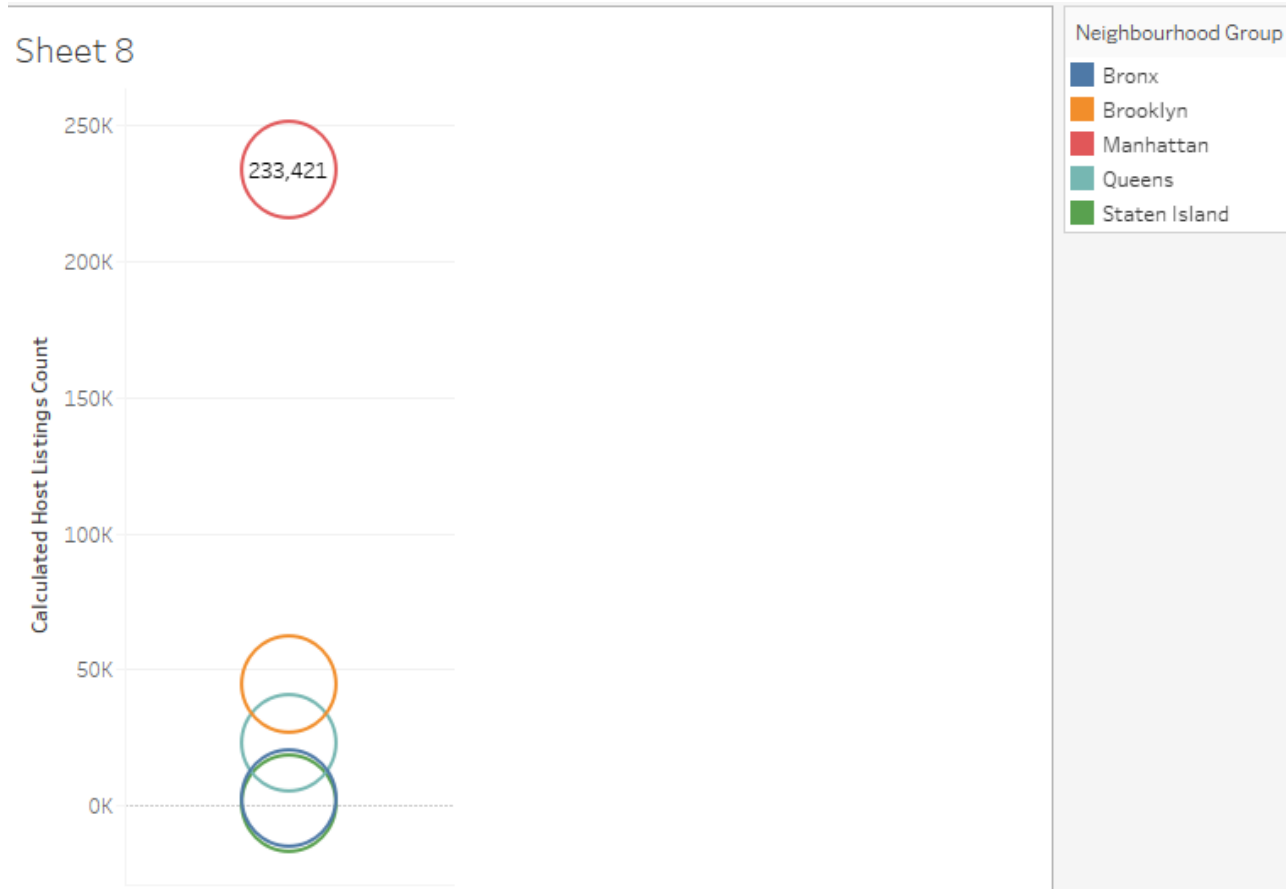 Sheet 8
250K
233,421
200K
150K
100K
50K
0K
Calculated Host Listings Count
Neighbourhood Group
Bronx
Brooklyn
Manhattan
Queens
Staten Island